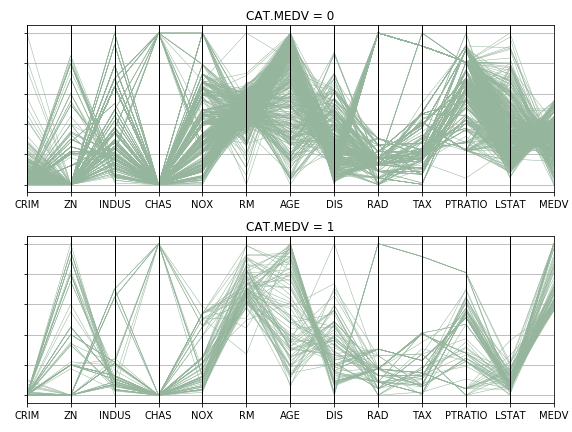 CAT.MEDV = 0
CRIM ZN INDUS CHAS NOX RM AGE DIS RAD TAX PTRATIO LSTAT MEDV
CAT.MEDV = 1
CRIM ZN INDUS CHAS NOX RM AGE DIS RAD TAX PTRATIO LSTAT MEDV